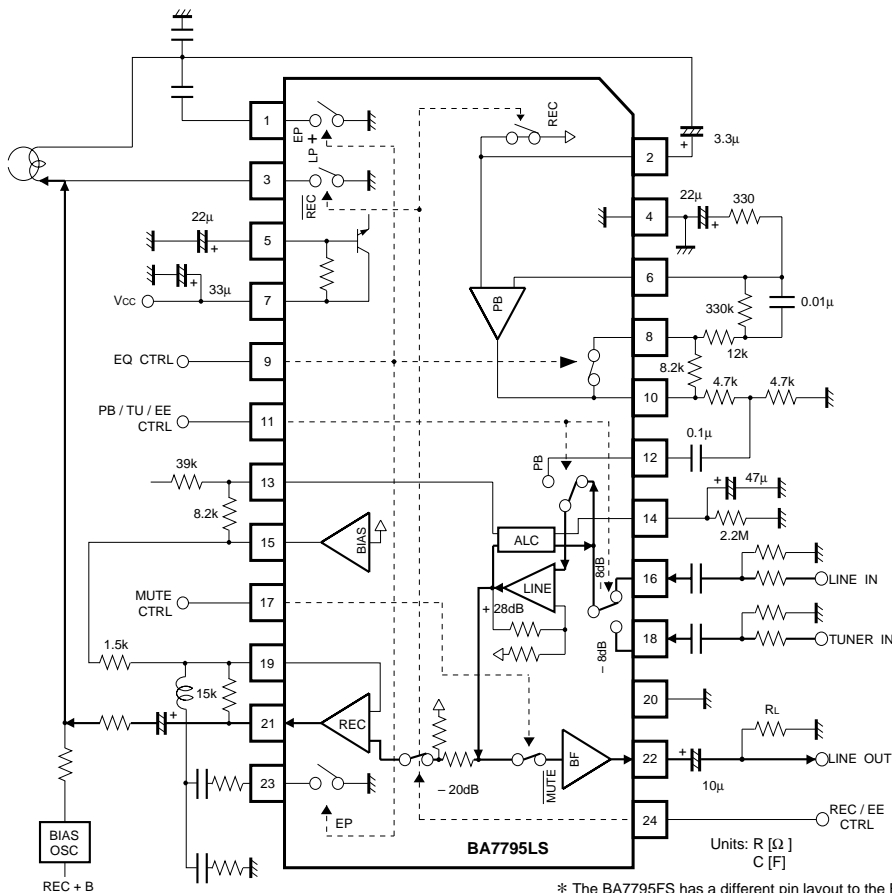 1
EP
LP +
REC
2
+
3.3μ
3
REC
4
22μ
+
330
22μ
+
5
6
33μ
+
VCC
7
PB
330k
0.01μ
8
12k
EQ CTRL
9
8.2k
4.7k
4.7k
10
PB / TU / EE
CTRL
11
0.1μ
12
PB
39k
13
+
47μ
14
2.2M
8.2k
ALC
15
BIAS
– 8dB
16
LINE IN
LINE
MUTE
CTRL
17
+ 28dB
18
TUNER IN
– 8dB
1.5k
19
20
15k
RL
+
21
REC
BF
22
+
LINE OUT
10μ
– 20dB
MUTE
23
EP
24
REC / EE
CTRL
BIAS
OSC
BA7795LS
Units: R [Ω ]
C [F]
REC + B
* The BA7795FS has a different pin layout to the